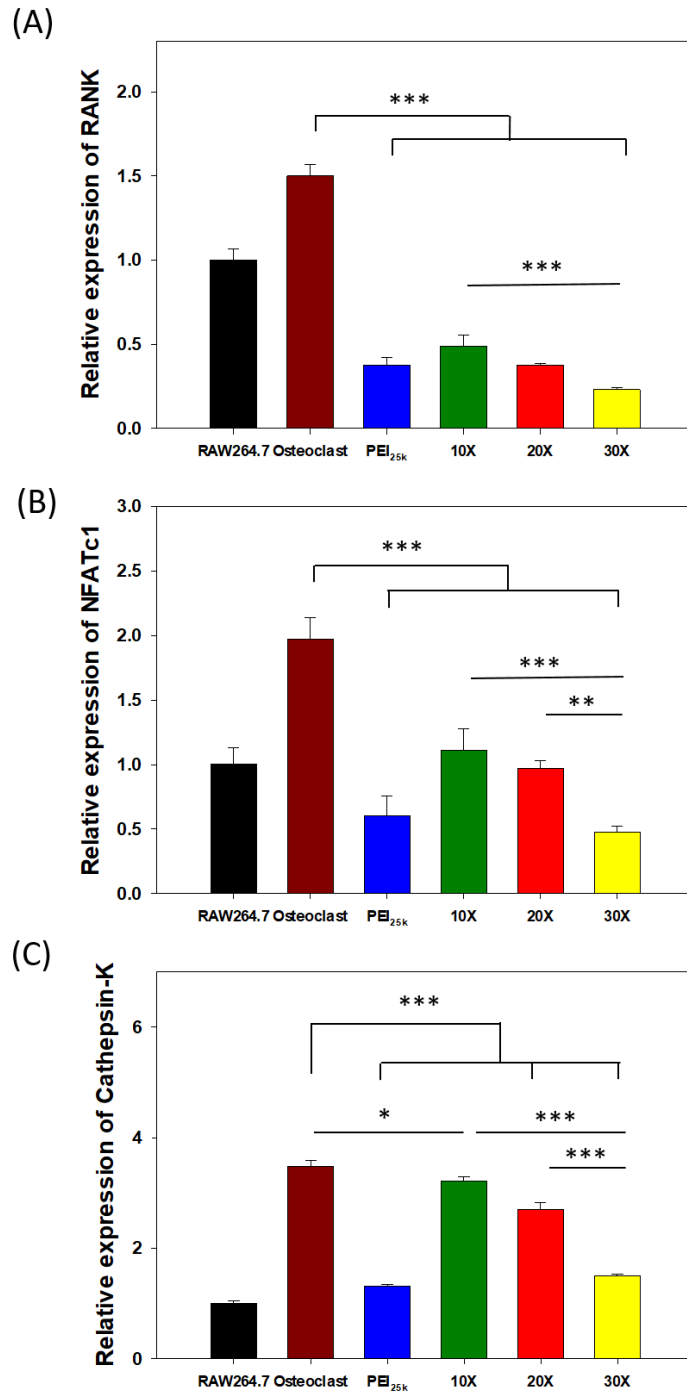 (A)
Relative expression of RANK
2.0
1.5
1.0
0.5
0.0
***
***
RAW264.7 Osteoclast PEI25k 10X 20X 30X
(B)
Relative expression of NFATc1
3.0
2.5
2.0
1.5
1.0
0.5
0.0
***
***
**
RAW264.7 Osteoclast PEI25k 10X 20X 30X
(C)
Relative expression of Cathepsin-K
6
4
2
0
***
*
***
***
RAW264.7 Osteoclast PEI25k 10X 20X 30X